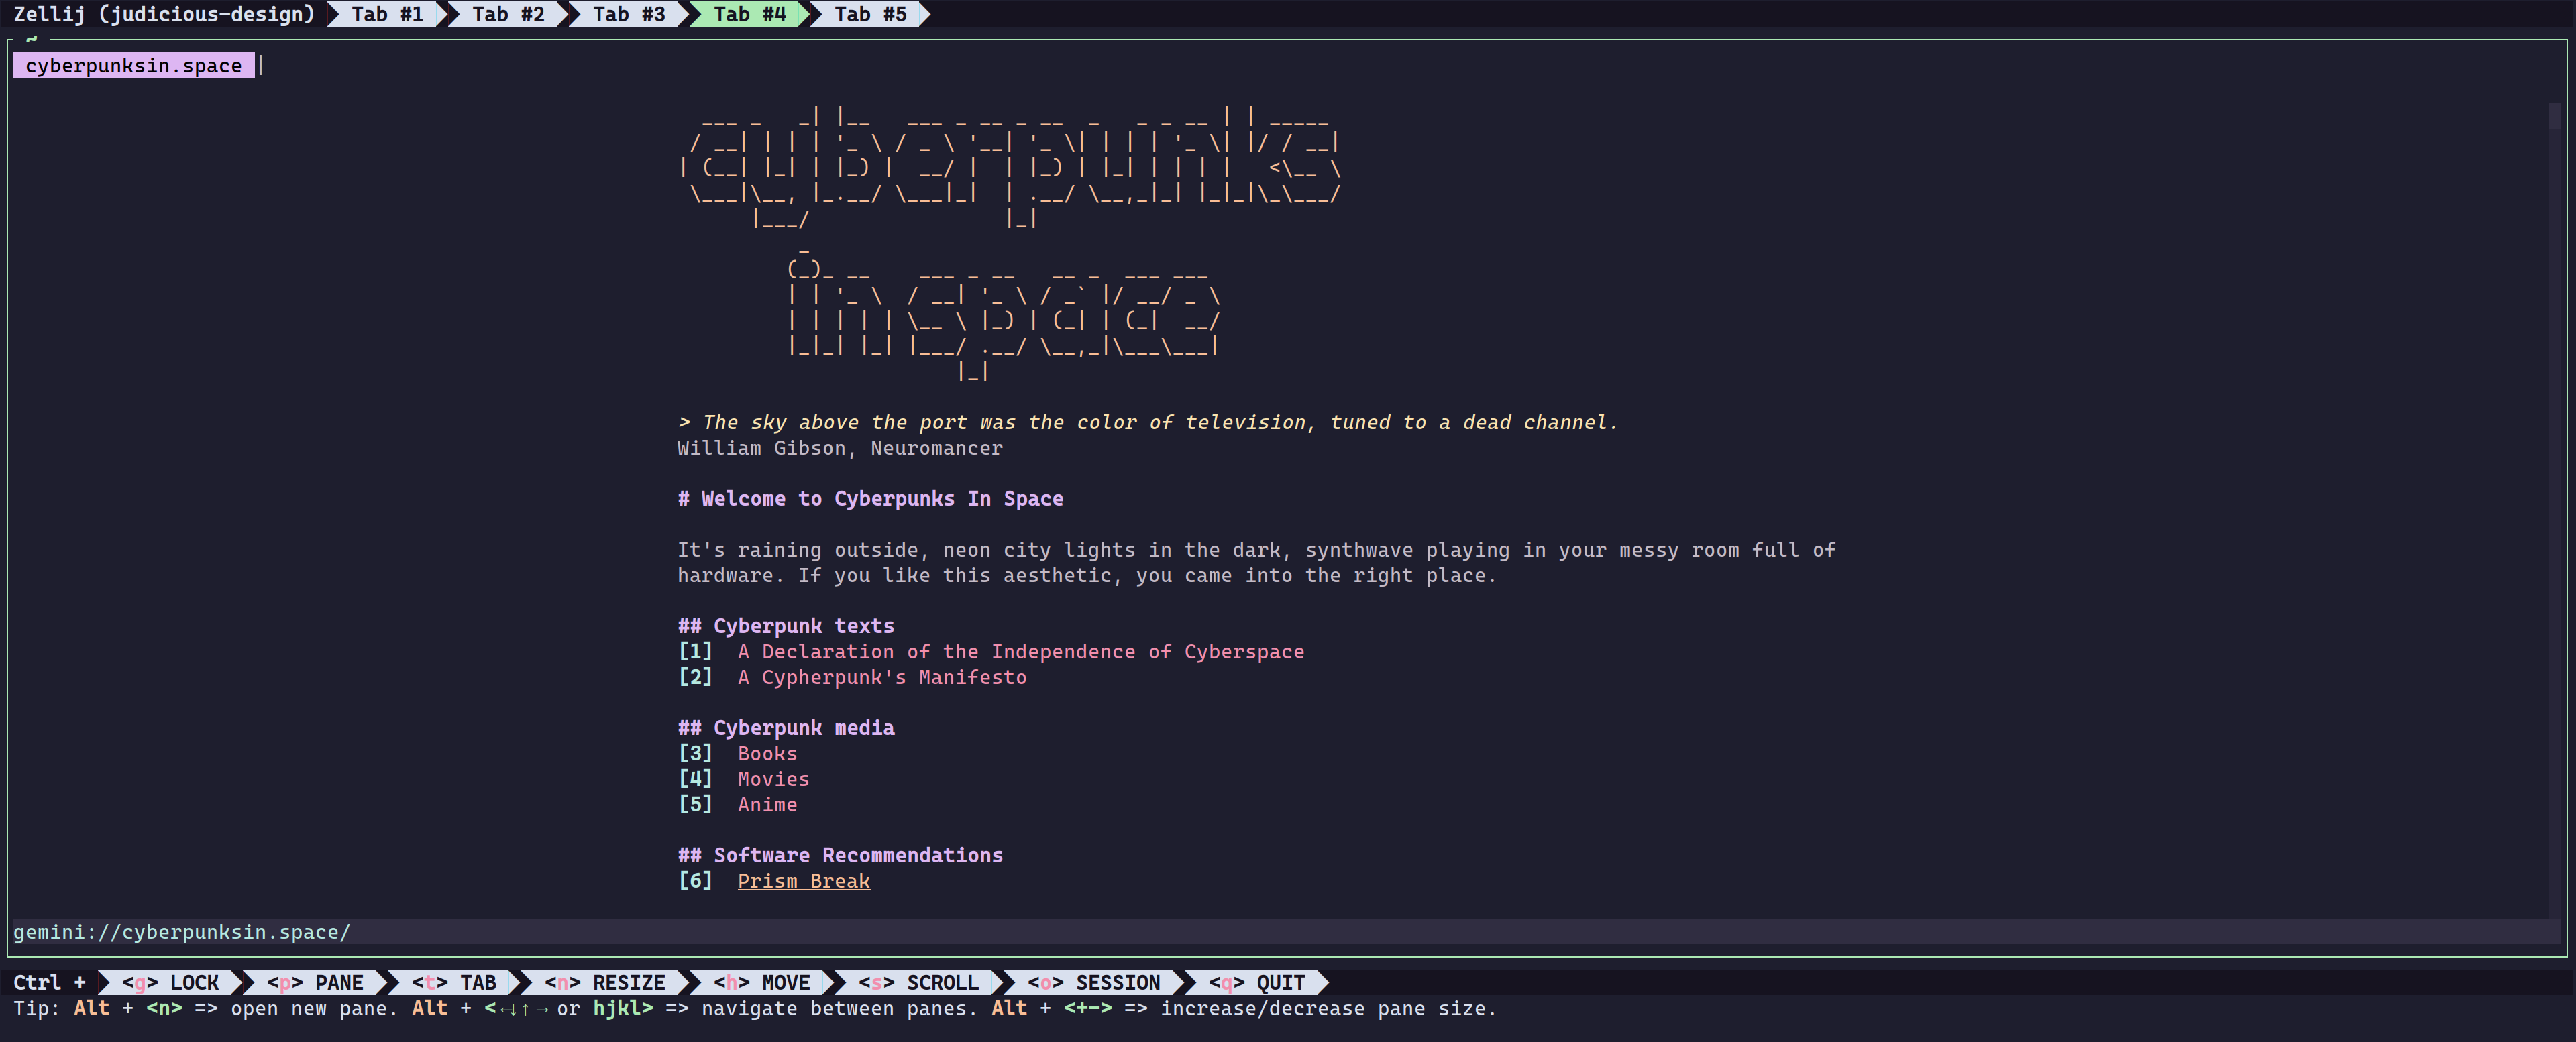 Zellij (judicious-design) Tab #1 Tab #2 Tab #3 Tab #4 Tab #5
~
cyberpunksin.space
cyberpunks
in space
> The sky above the port was the color of television, tuned to a dead channel.
William Gibson, Neuromancer
# Welcome to Cyberpunks In Space
It's raining outside, neon city lights in the dark, synthwave playing in your messy room full of
hardware. If you like this aesthetic, you came into the right place.
## Cyberpunk texts
[1] A Declaration of the Independence of Cyberspace
[2] A Cypherpunk's Manifesto
## Cyberpunk media
[3] Books
[4] Movies
[5] Anime
## Software Recommendations
[6] Prism Break
gemini://cyberpunksin.space/
Ctrl + <g> LOCK <p> PANE <t> TAB <n> RESIZE <h> MOVE <s> SCROLL <o> SESSION <q> QUIT
Tip: Alt + <n> => open new pane. Alt + <←↓↑→ or hjkl> => navigate between panes. Alt + <+-> => increase/decrease pane size.